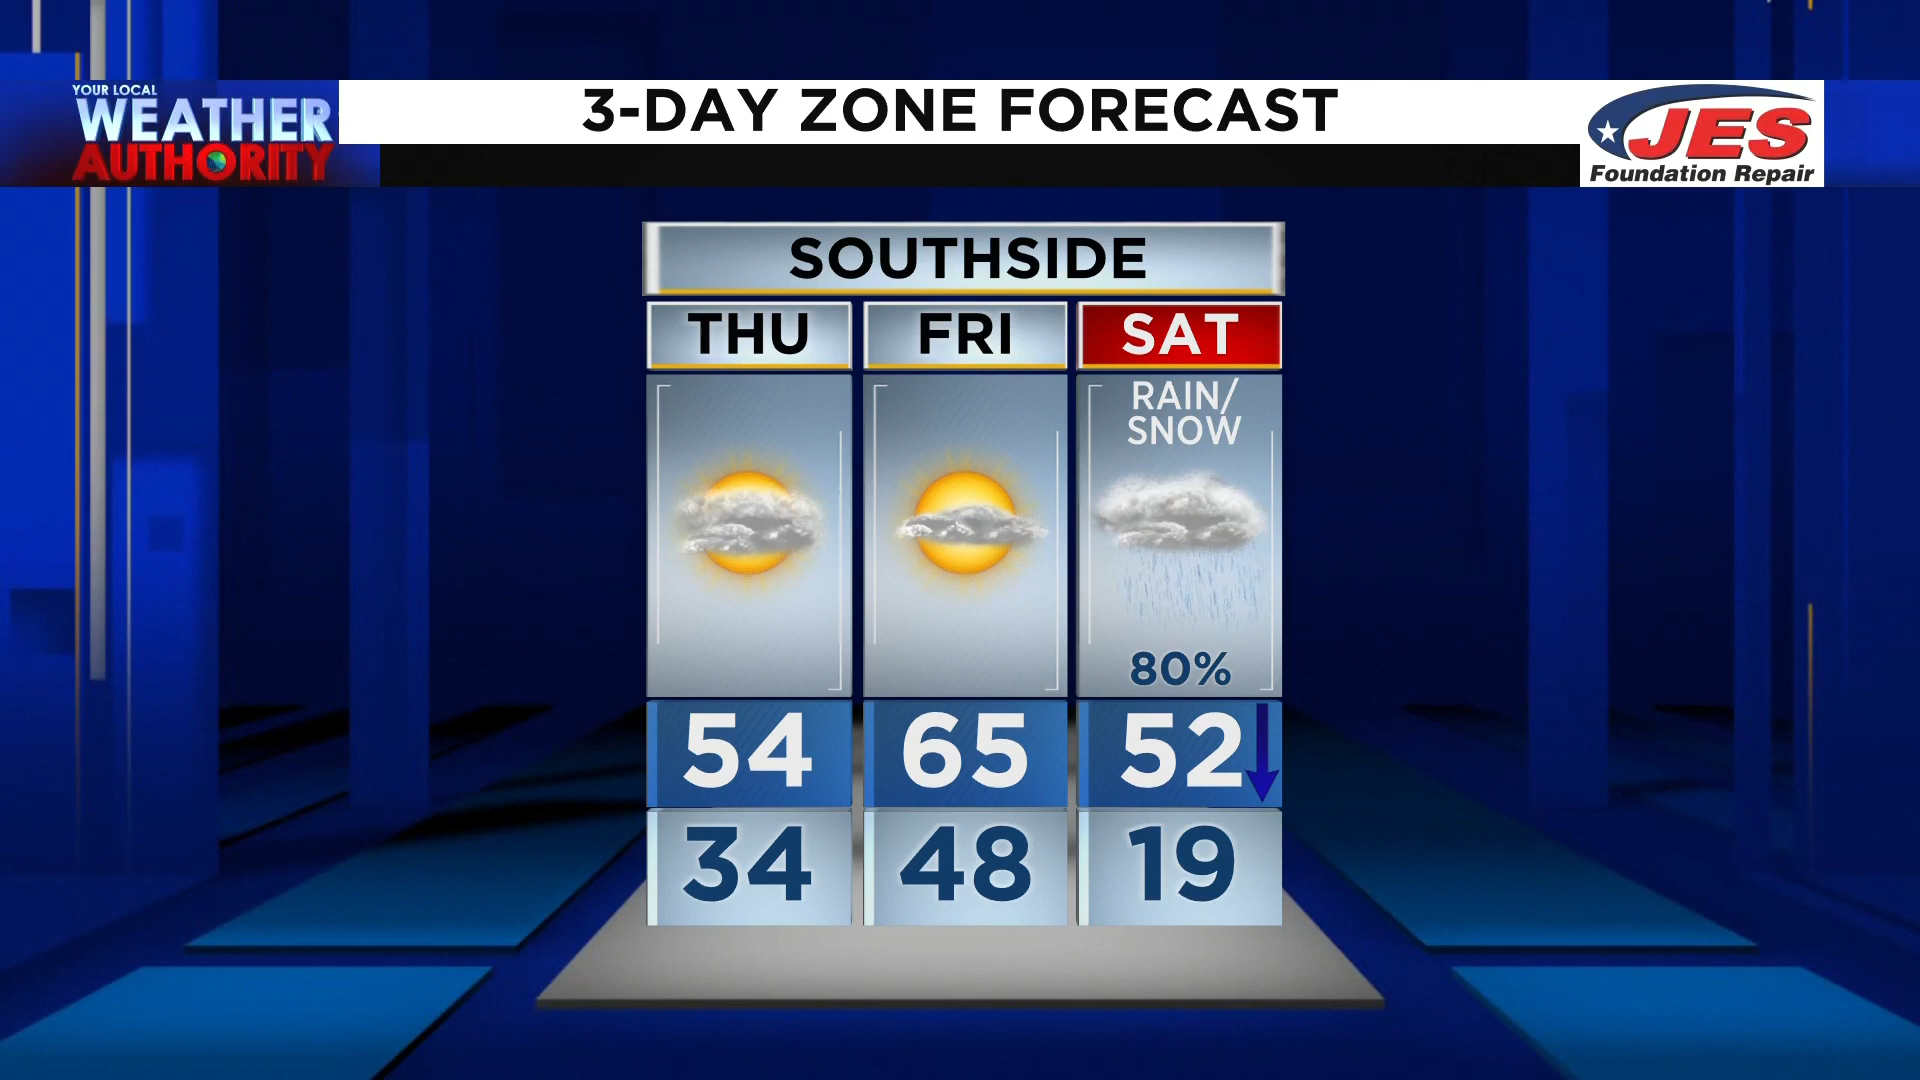 YOUR LOCAL
WEATHER
AUTHORITY
3-DAY ZONE FORECAST
JES
Foundation Repair
SOUTHSIDE
THU FRI SAT
RAIN/
SNOW
80%
54 65 52
34 48 19